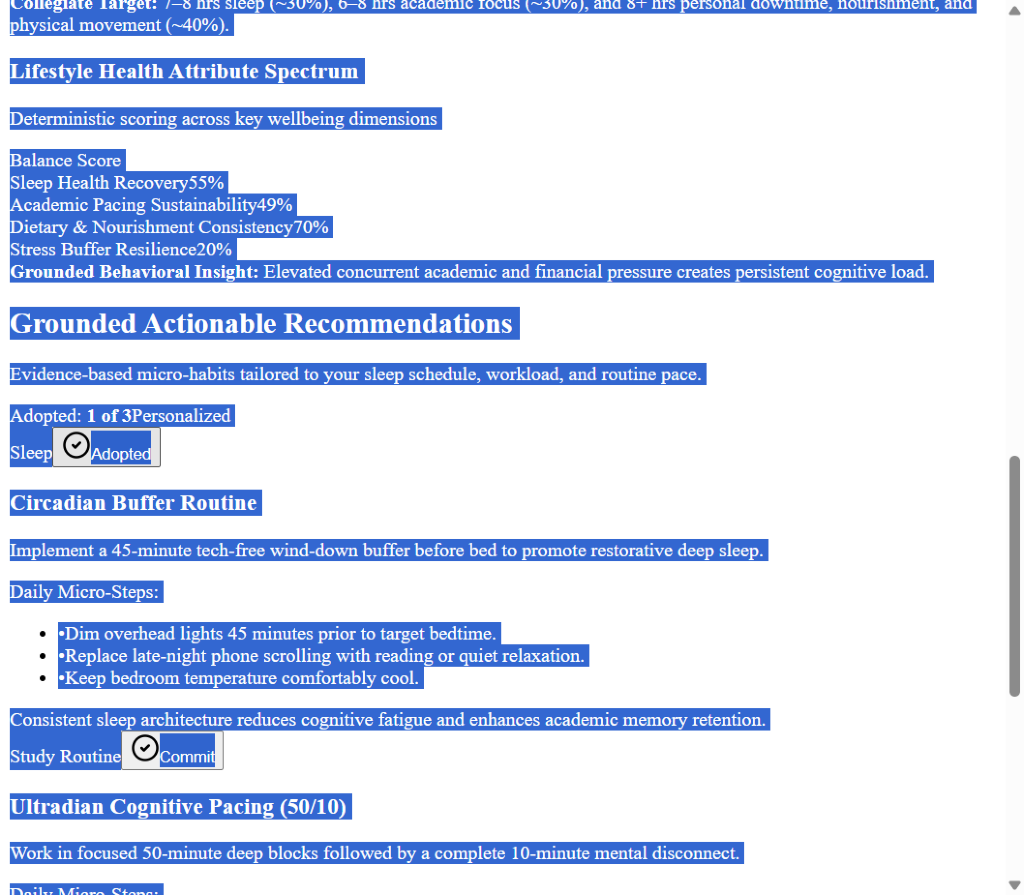 Collegiate Target: 7–8 hrs sleep (~30%), 6–8 hrs academic focus (~30%), and 8+ hrs personal downtime, nourishment, and
physical movement (~40%).
Lifestyle Health Attribute Spectrum
Deterministic scoring across key wellbeing dimensions
Balance Score
Sleep Health Recovery55%
Academic Pacing Sustainability49%
Dietary & Nourishment Consistency70%
Stress Buffer Resilience20%
Grounded Behavioral Insight: Elevated concurrent academic and financial pressure creates persistent cognitive load.
Grounded Actionable Recommendations
Evidence-based micro-habits tailored to your sleep schedule, workload, and routine pace.
Adopted: 1 of 3Personalized
Sleep Adopted
Circadian Buffer Routine
Implement a 45-minute tech-free wind-down buffer before bed to promote restorative deep sleep.
Daily Micro-Steps:
• •Dim overhead lights 45 minutes prior to target bedtime.
• •Replace late-night phone scrolling with reading or quiet relaxation.
• •Keep bedroom temperature comfortably cool.
Consistent sleep architecture reduces cognitive fatigue and enhances academic memory retention.
Study Routine Commit
Ultradian Cognitive Pacing (50/10)
Work in focused 50-minute deep blocks followed by a complete 10-minute mental disconnect.
Daily Micro-Steps: